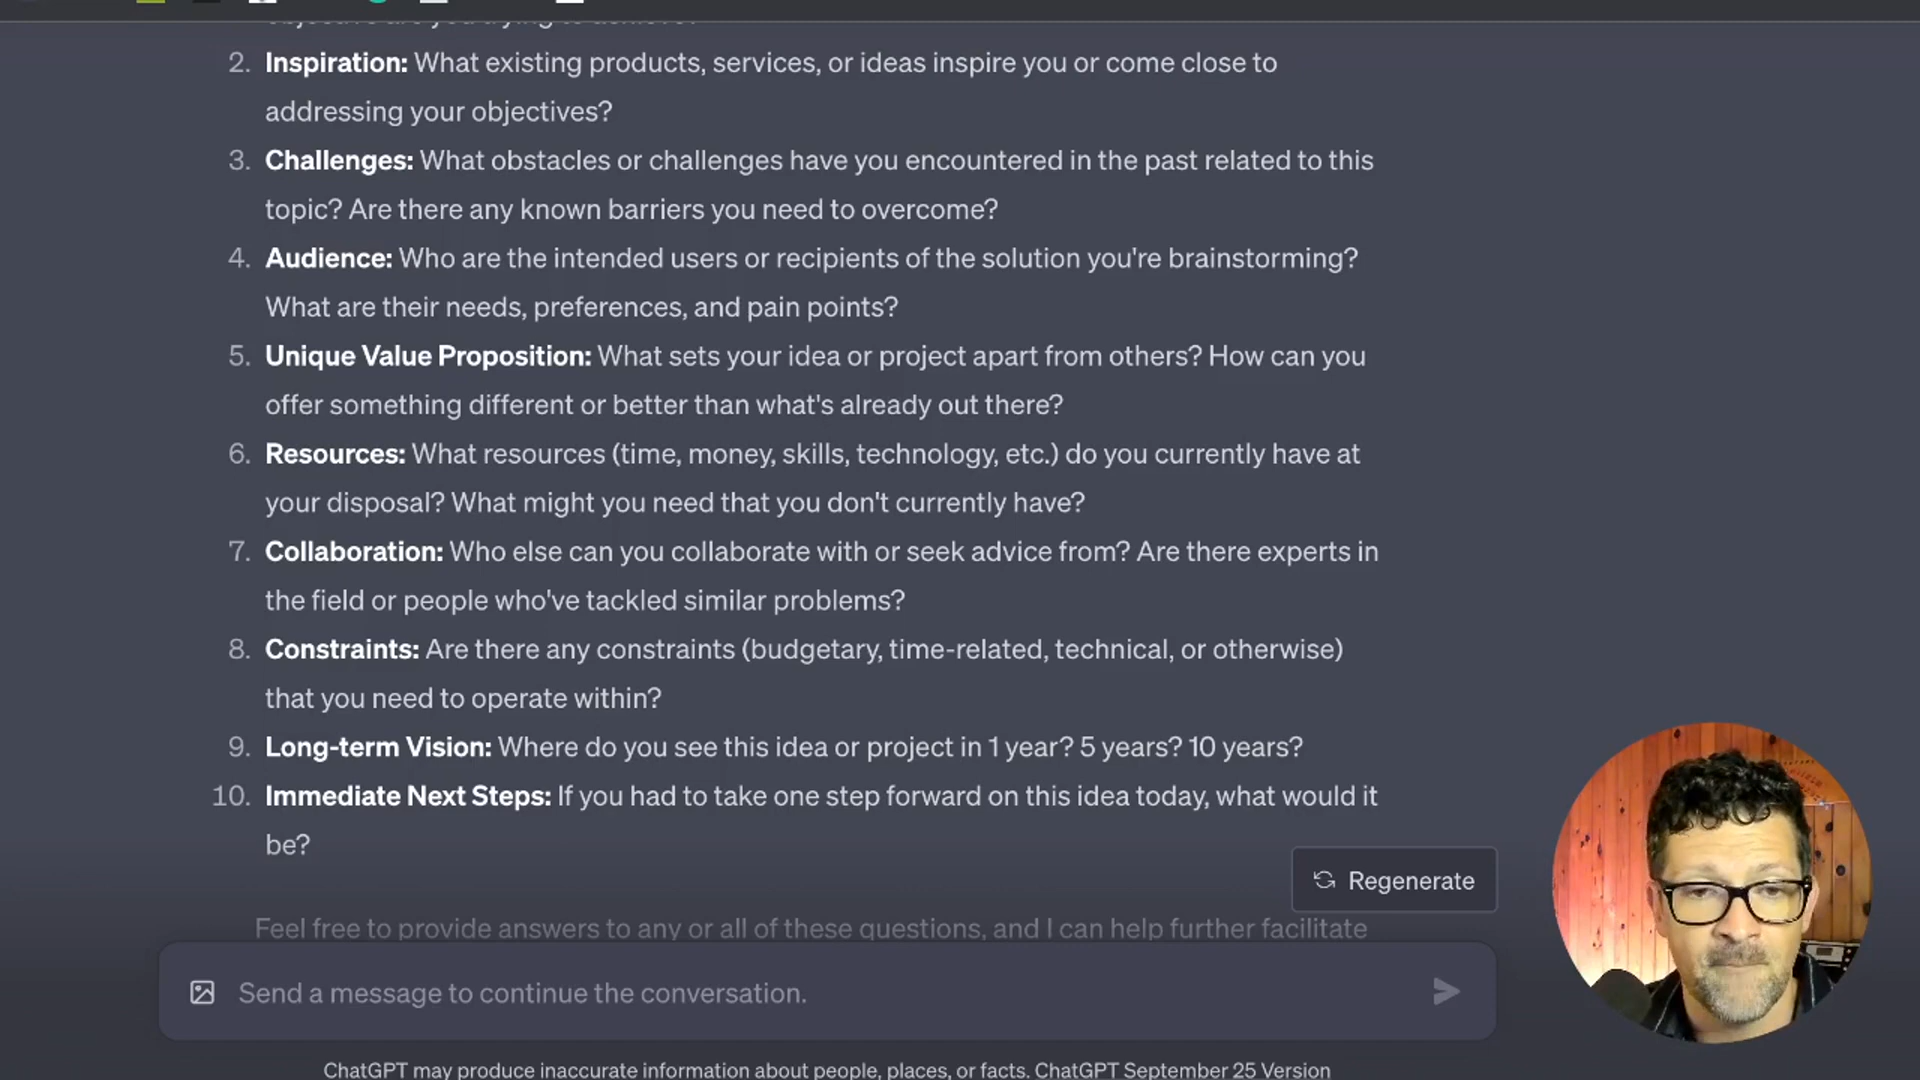 objective are you trying to achieve?
2. Inspiration: What existing products, services, or ideas inspire you or come close to
addressing your objectives?
3. Challenges: What obstacles or challenges have you encountered in the past related to this
topic? Are there any known barriers you need to overcome?
4. Audience: Who are the intended users or recipients of the solution you're brainstorming?
What are their needs, preferences, and pain points?
5. Unique Value Proposition: What sets your idea or project apart from others? How can you
offer something different or better than what's already out there?
6. Resources: What resources (time, money, skills, technology, etc.) do you currently have at
your disposal? What might you need that you don't currently have?
7. Collaboration: Who else can you collaborate with or seek advice from? Are there experts in
the field or people who've tackled similar problems?
8. Constraints: Are there any constraints (budgetary, time-related, technical, or otherwise)
that you need to operate within?
9. Long-term Vision: Where do you see this idea or project in 1 year? 5 years? 10 years?
10. Immediate Next Steps: If you had to take one step forward on this idea today, what would it
be?
Regenerate
Feel free to provide answers to any or all of these questions, and I can help further facilitate
Send a message to continue the conversation.
ChatGPT may produce inaccurate information about people, places, or facts. ChatGPT September 25 Version